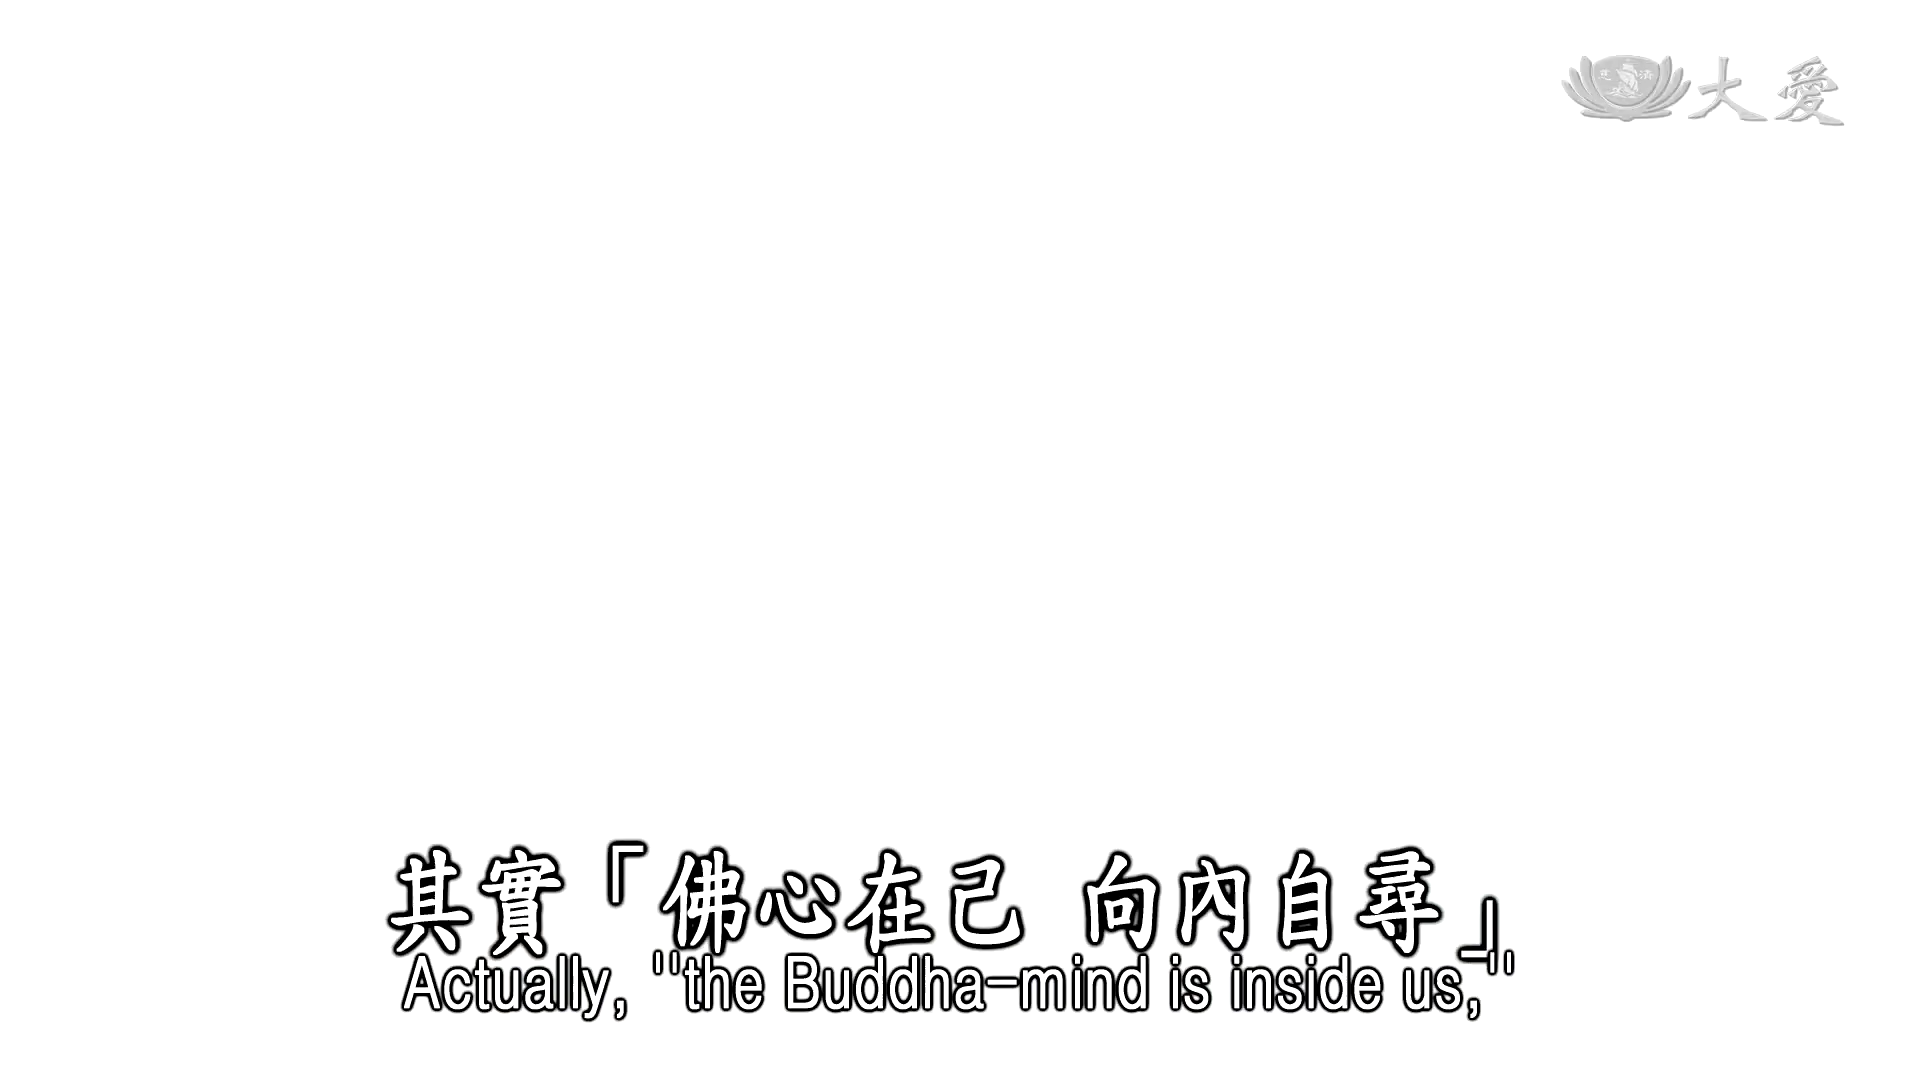 大愛
其實「佛心在己 向內自尋」
Actually, "the Buddha-mind is inside us,"